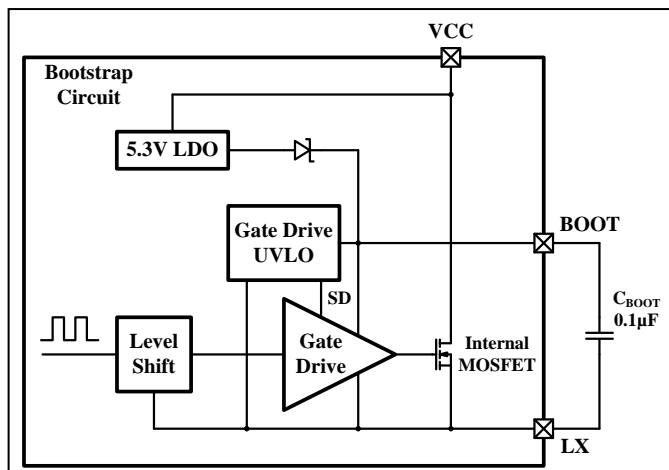 VCC
Bootstrap
Circuit
5.3V LDO
Gate Drive
UVLO
BOOT
SD
C_BOOT
0.1µF
Level
Shift
Gate
Drive
Internal
MOSFET
LX